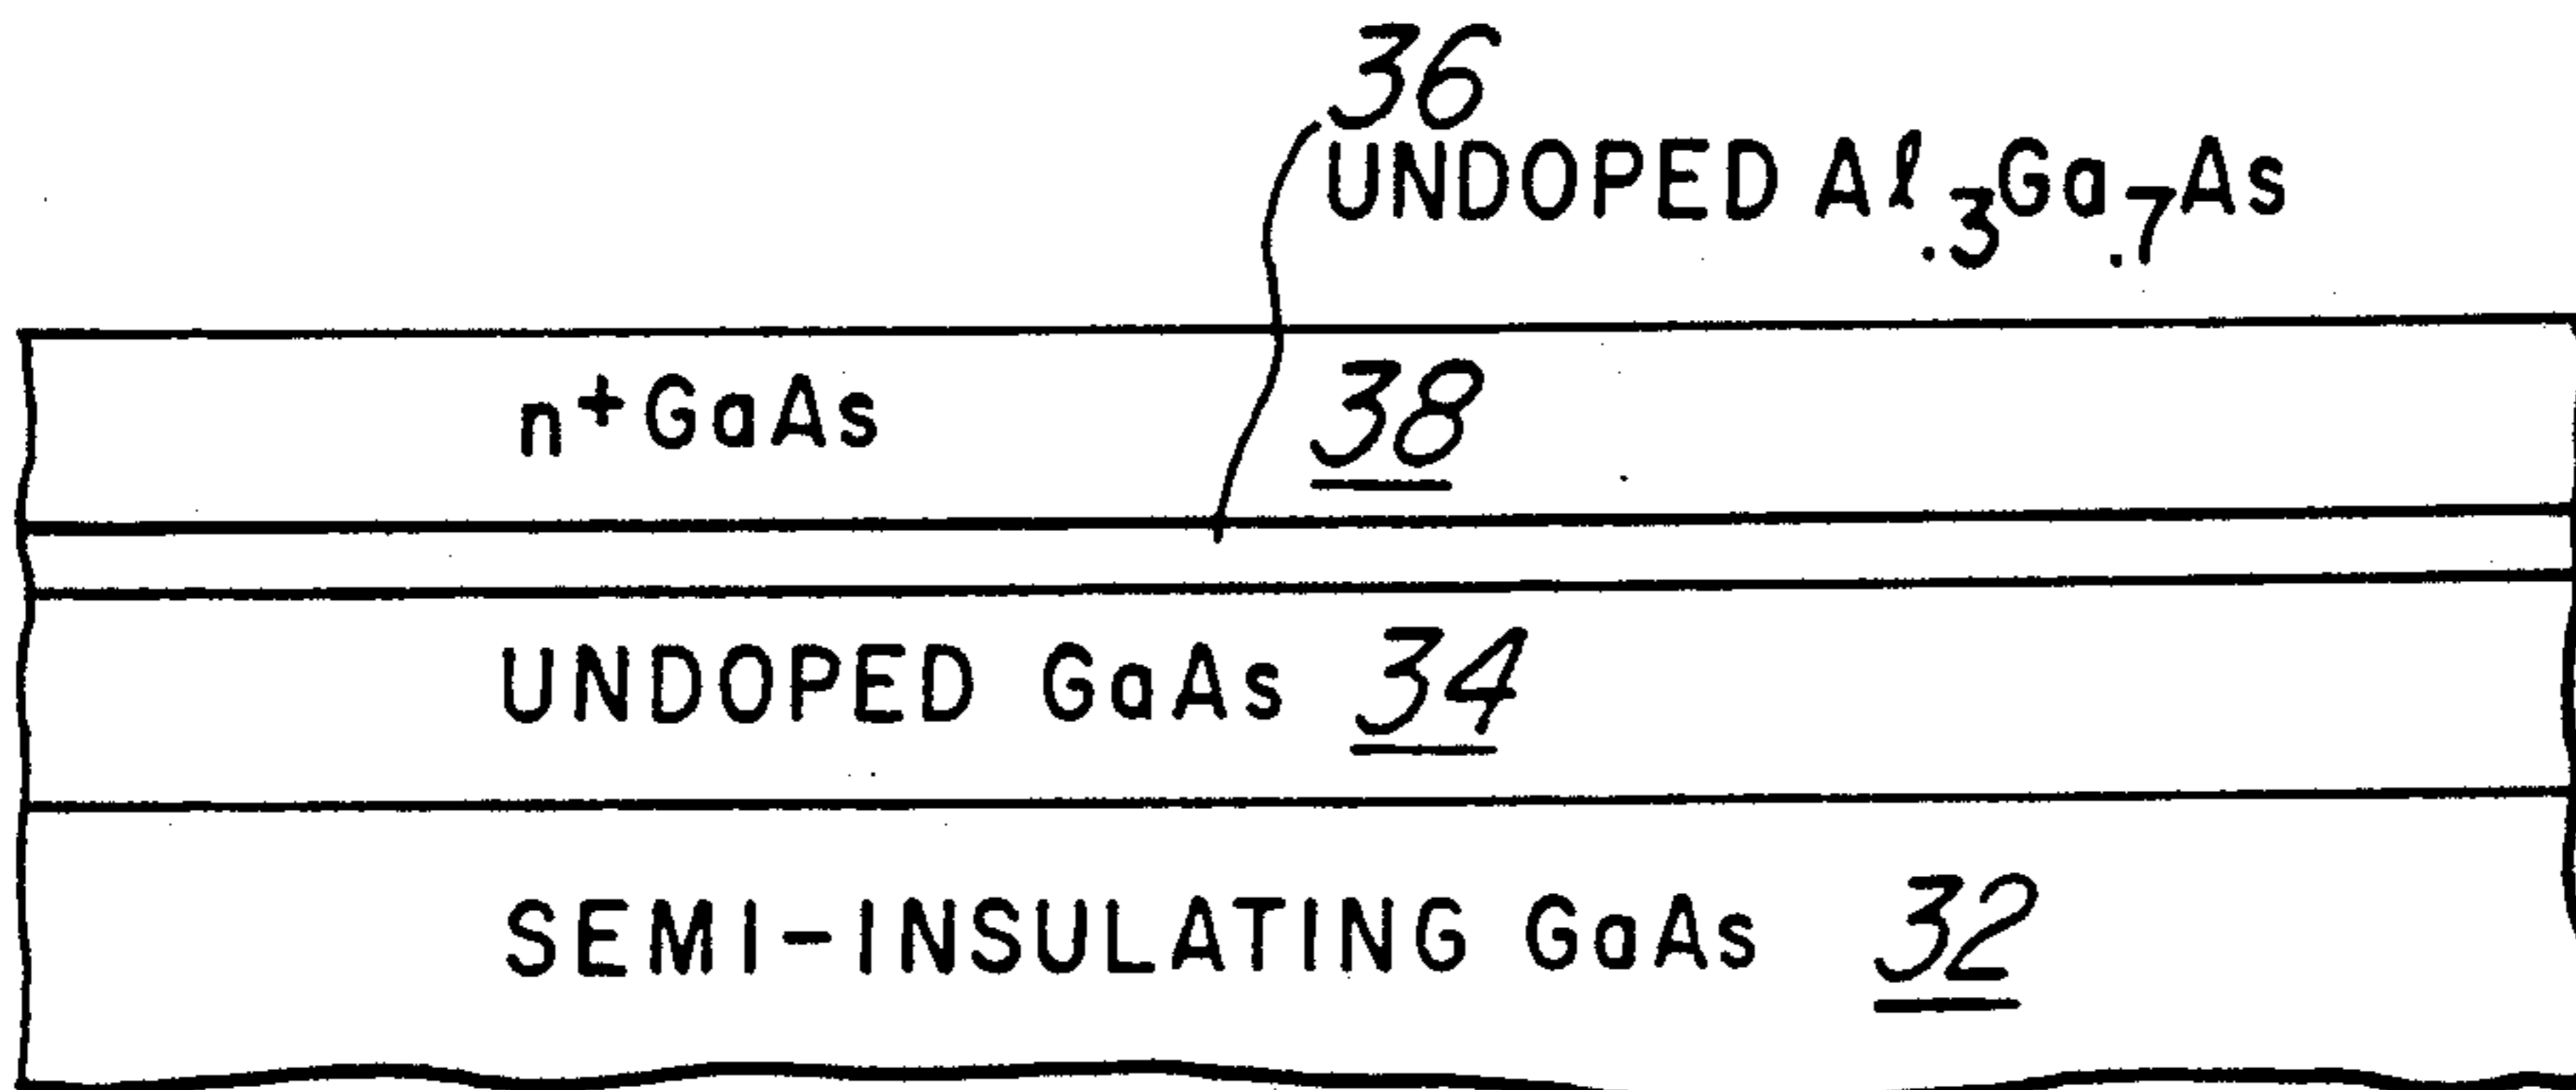 36
UNDOPED Al.3Ga.7As
n+GaAs 38
UNDOPED GaAs 34
SEMI-INSULATING GaAs 32